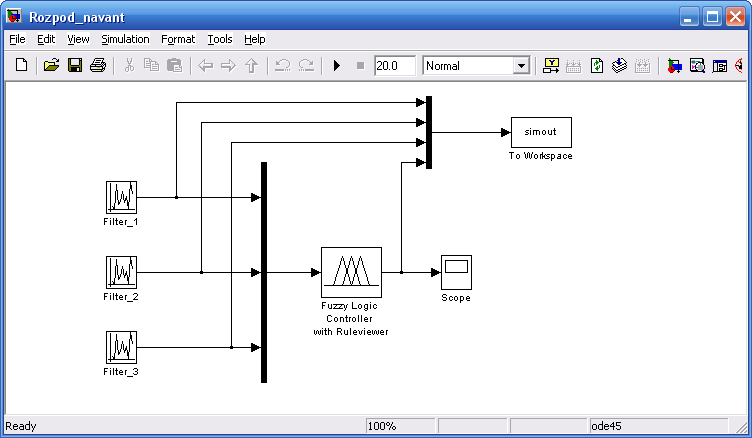 Rozpod_navant
File Edit View Simulation Format Tools Help
20.0 Normal
simout
To Workspace
Filter_1
Filter_2
Fuzzy Logic
Controller
with Ruleviewer
Scope
Filter_3
Ready 100% ode45